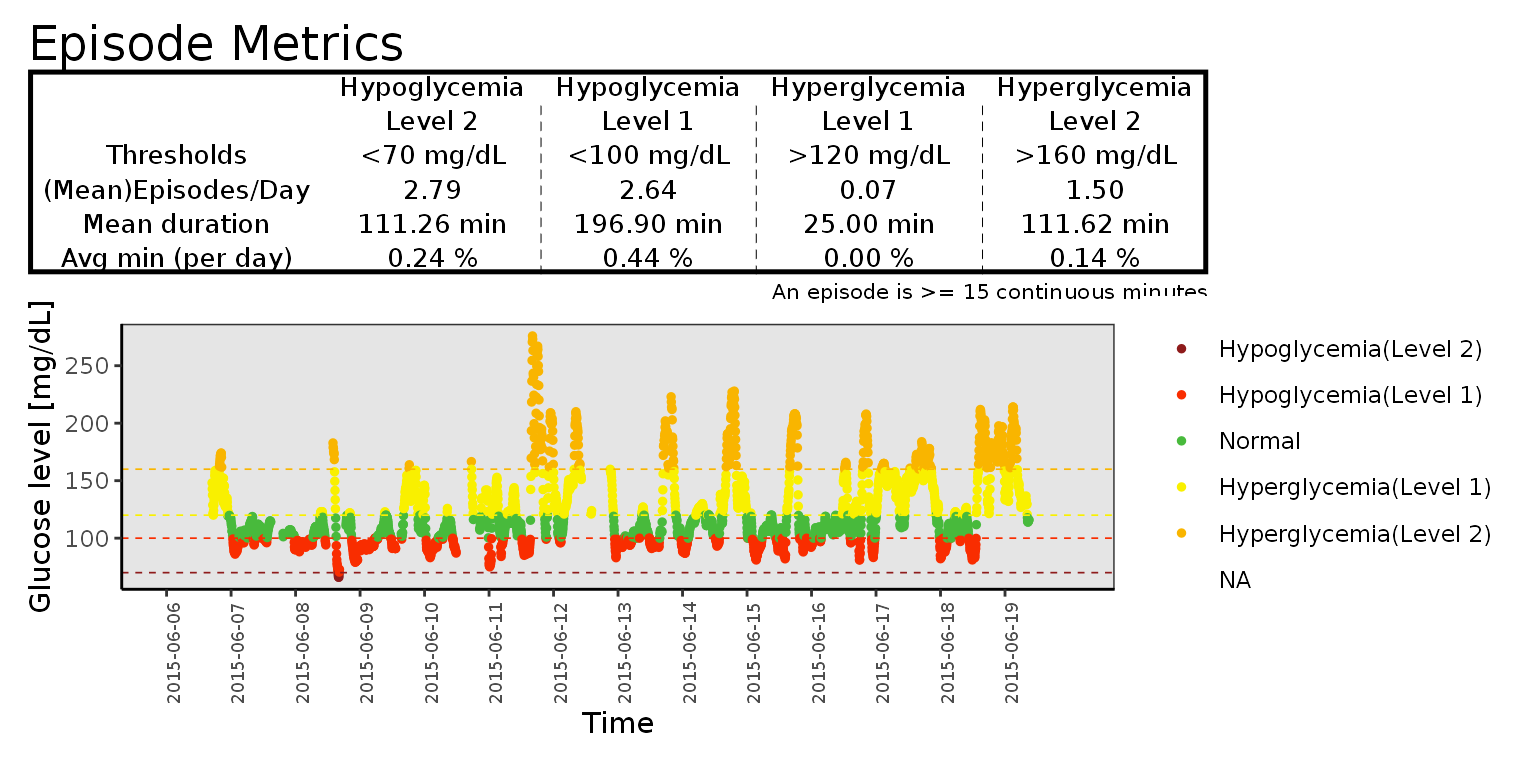 Episode Metrics
Hypoglycemia Hypoglycemia Hyperglycemia Hyperglycemia
Level 2 Level 1 Level 1 Level 2
Thresholds <70 mg/dL <100 mg/dL >120 mg/dL >160 mg/dL
(Mean)Episodes/Day 2.79 2.64 0.07 1.50
Mean duration 111.26 min 196.90 min 25.00 min 111.62 min
Avg min (per day) 0.24 % 0.44 % 0.00 % 0.14 %
An episode is >= 15 continuous minutes
Glucose level [mg/dL]
250
200
150
100
2015-06-06
2015-06-07
2015-06-08
2015-06-09
2015-06-10
2015-06-11
2015-06-12
2015-06-13
2015-06-14
2015-06-15
2015-06-16
2015-06-17
2015-06-18
2015-06-19
Time
Hypoglycemia(Level 2)
Hypoglycemia(Level 1)
Normal
Hyperglycemia(Level 1)
Hyperglycemia(Level 2)
NA